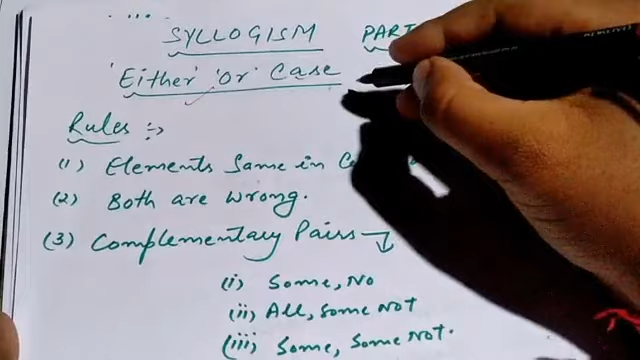 SYLLOGISM PART
'Either' 'Or' Case
Rules :->
(1) Elements Same in
(2) Both are wrong.
(3) Complementary Pairs
(i) Some, No
(ii) All, Some Not
(iii) Some, Some Not.